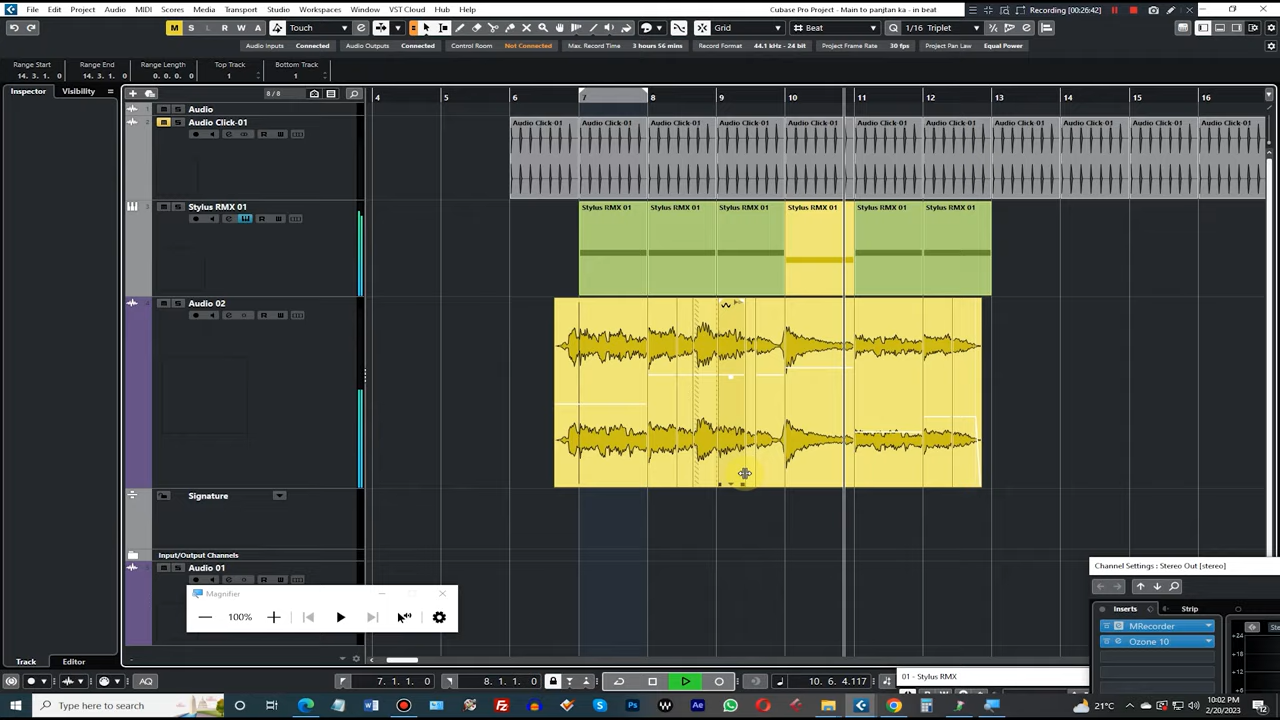 Cubase Pro Project - Main to panjtan ka - in beat
Recording [00:26:42]
File Edit Project Audio MIDI Scores Media Transport Studio Workspaces Window VST Cloud Hub Help
M S L R W A Touch Grid Beat 1/16 Triplet
Audio Inputs Connected Audio Outputs Connected Control Room Not Connected Max. Record Time 3 hours 56 mins Record Format 44.1 kHz - 24 bit Project Frame Rate 30 fps Project Pan Law Equal Power
Range Start Range End Range Length Top Track Bottom Track
14. 3. 1. 0 14. 3. 1. 0 0. 0. 0. 0 1 1
Inspector Visibility 8 / 8 4 5 6 7 8 9 10 11 12 13 14 15 16
1 Audio
2 Audio Click-01
Audio Click-01 Audio Click-01 Audio Click-01 Audio Click-01 Audio Click-01 Audio Click-01 Audio Click-01 Audio Click-01 Audio Click-01 Audio Click-01 Audio Click-01
3 Stylus RMX 01
Stylus RMX 01 Stylus RMX 01 Stylus RMX 01 Stylus RMX 01 Stylus RMX 01 Stylus RMX 01
Audio 02
Signature
Input/Output Channels
Audio 01
Magnifier
100%
Channel Settings : Stereo Out [stereo]
Inserts Strip
MRecorder
Ozone 10
+24
+18
+12
01 - Stylus RMX
Track Editor
AQ 7. 1. 1. 0 8. 1. 1. 0 10. 6. 4.117
Type here to search
21°C
10:02 PM
2/20/2023